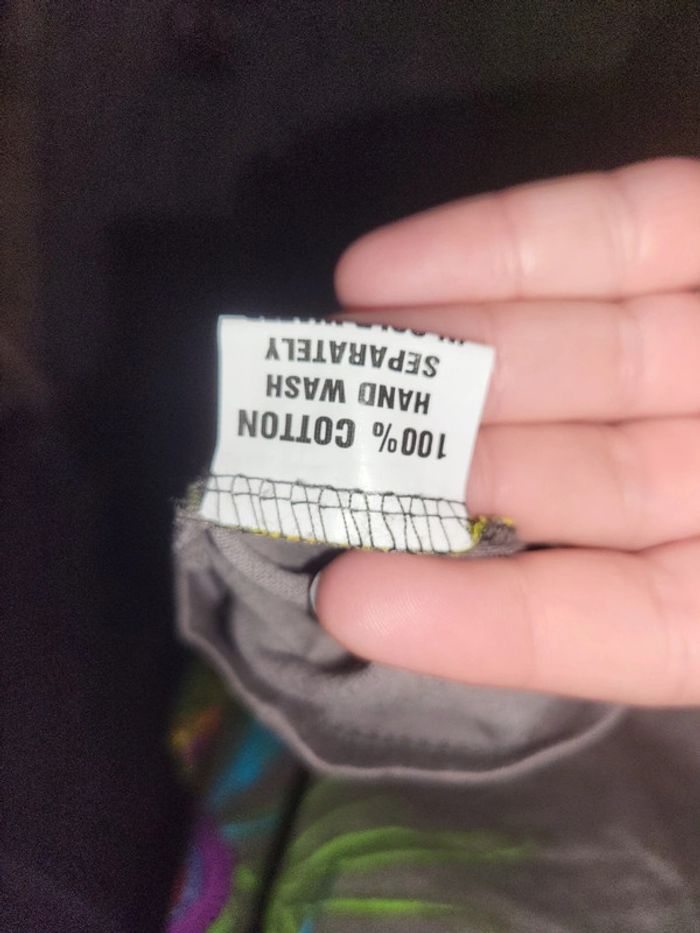 100% COTTON
HAND WASH
SEPARATELY